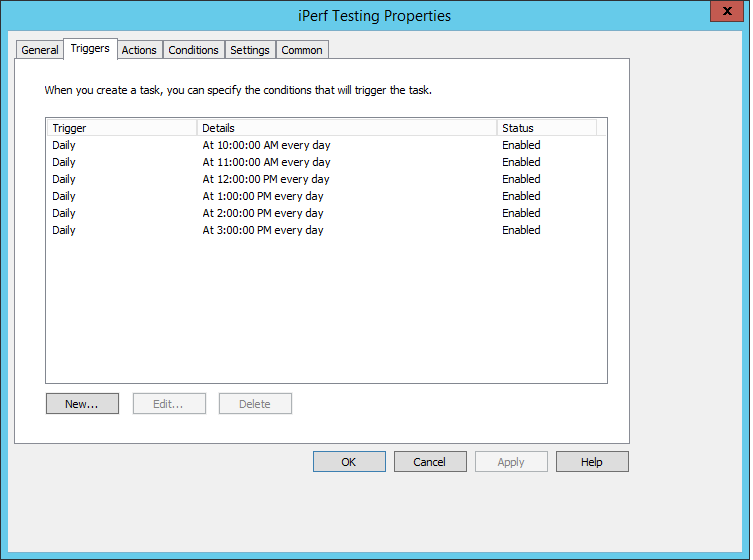 iPerf Testing Properties
x
General Triggers Actions Conditions Settings Common
When you create a task, you can specify the conditions that will trigger the task.
Trigger Details Status
Daily At 10:00:00 AM every day Enabled
Daily At 11:00:00 AM every day Enabled
Daily At 12:00:00 PM every day Enabled
Daily At 1:00:00 PM every day Enabled
Daily At 2:00:00 PM every day Enabled
Daily At 3:00:00 PM every day Enabled
New... Edit... Delete
OK Cancel Apply Help